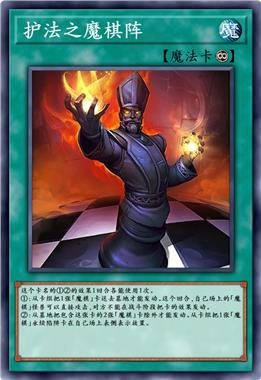 护法之魔棋阵
魔
【魔法卡】
这个卡名的①②的效果1回合各能使用1次。
①:从卡组把1张「魔棋」卡送去墓地才能发动。这个回合,自己场上的「魔
棋」怪兽可以直接攻击,对方不能在战斗阶段把卡的效果发动。
②:从墓地把包含这张卡的2张「魔棋」卡除外才能发动。从卡组把1张「魔
棋」永续陷阱卡在自己场上表侧表示放置。